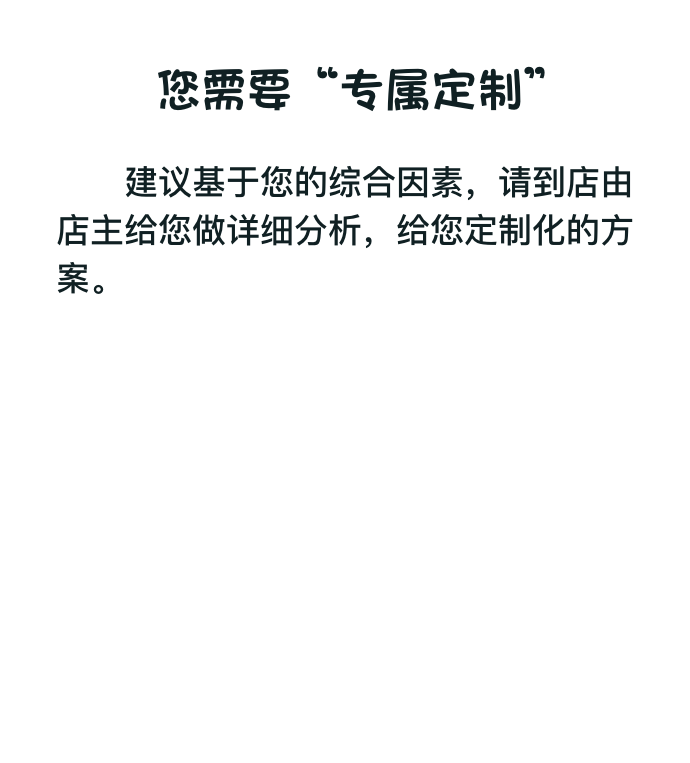 您需要“专属定制”
建议基于您的综合因素，请到店由
店主给您做详细分析，给您定制化的方
案。